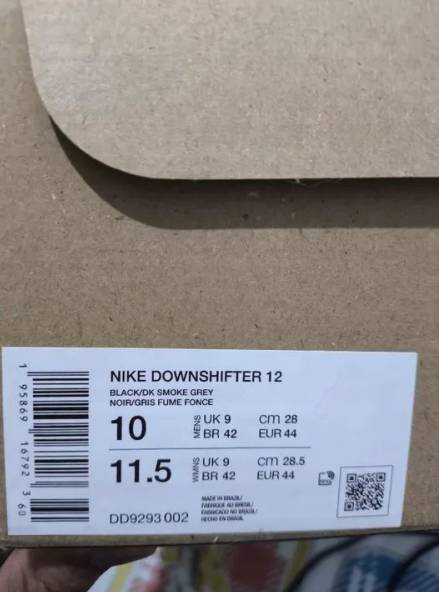 NIKE DOWNSHIFTER 12
BLACK/DK SMOKE GREY
NOIR/GRIS FUME FONCE
10 MENS UK 9 CM 28
BR 42 EUR 44
11.5 WMNS UK 9 CM 28.5
BR 42 EUR 44
DD9293 002
MADE IN BRAZIL/
FABRIQUE AU BRESIL/
FABRICADO NO BRASIL/
HECHO EN BRASIL
1 95869 16792 3 60